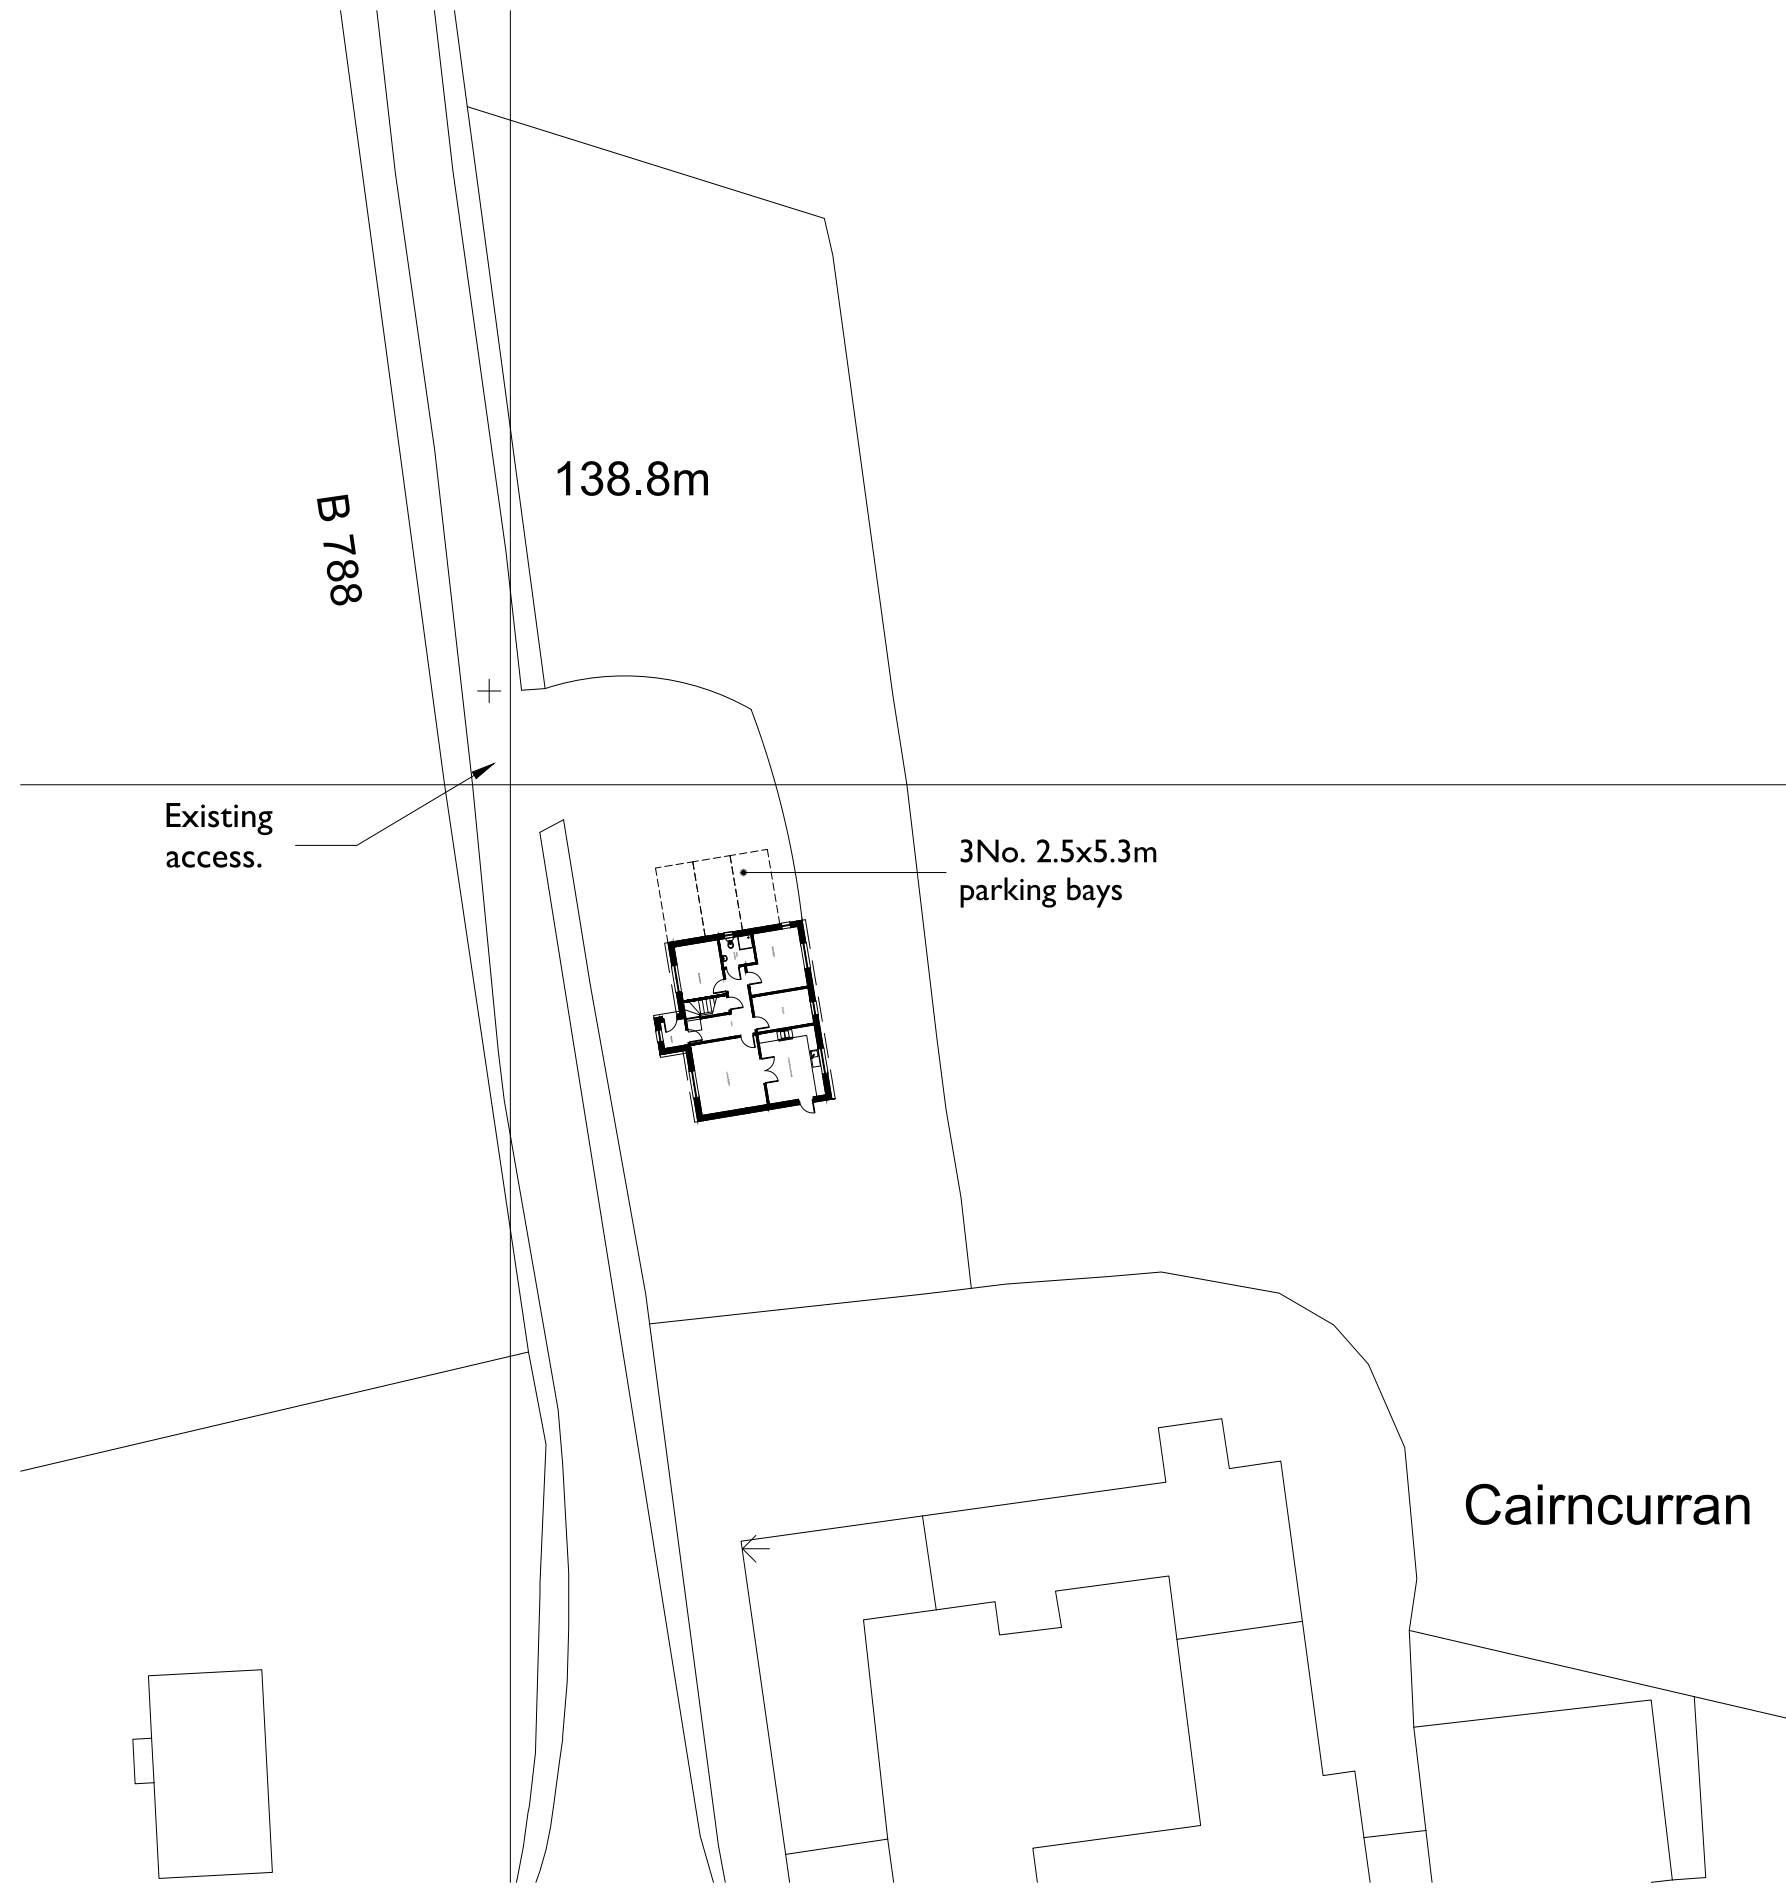 138.8m
B 788
Existing
access.
3No. 2.5x5.3m
parking bays
Cairncurran